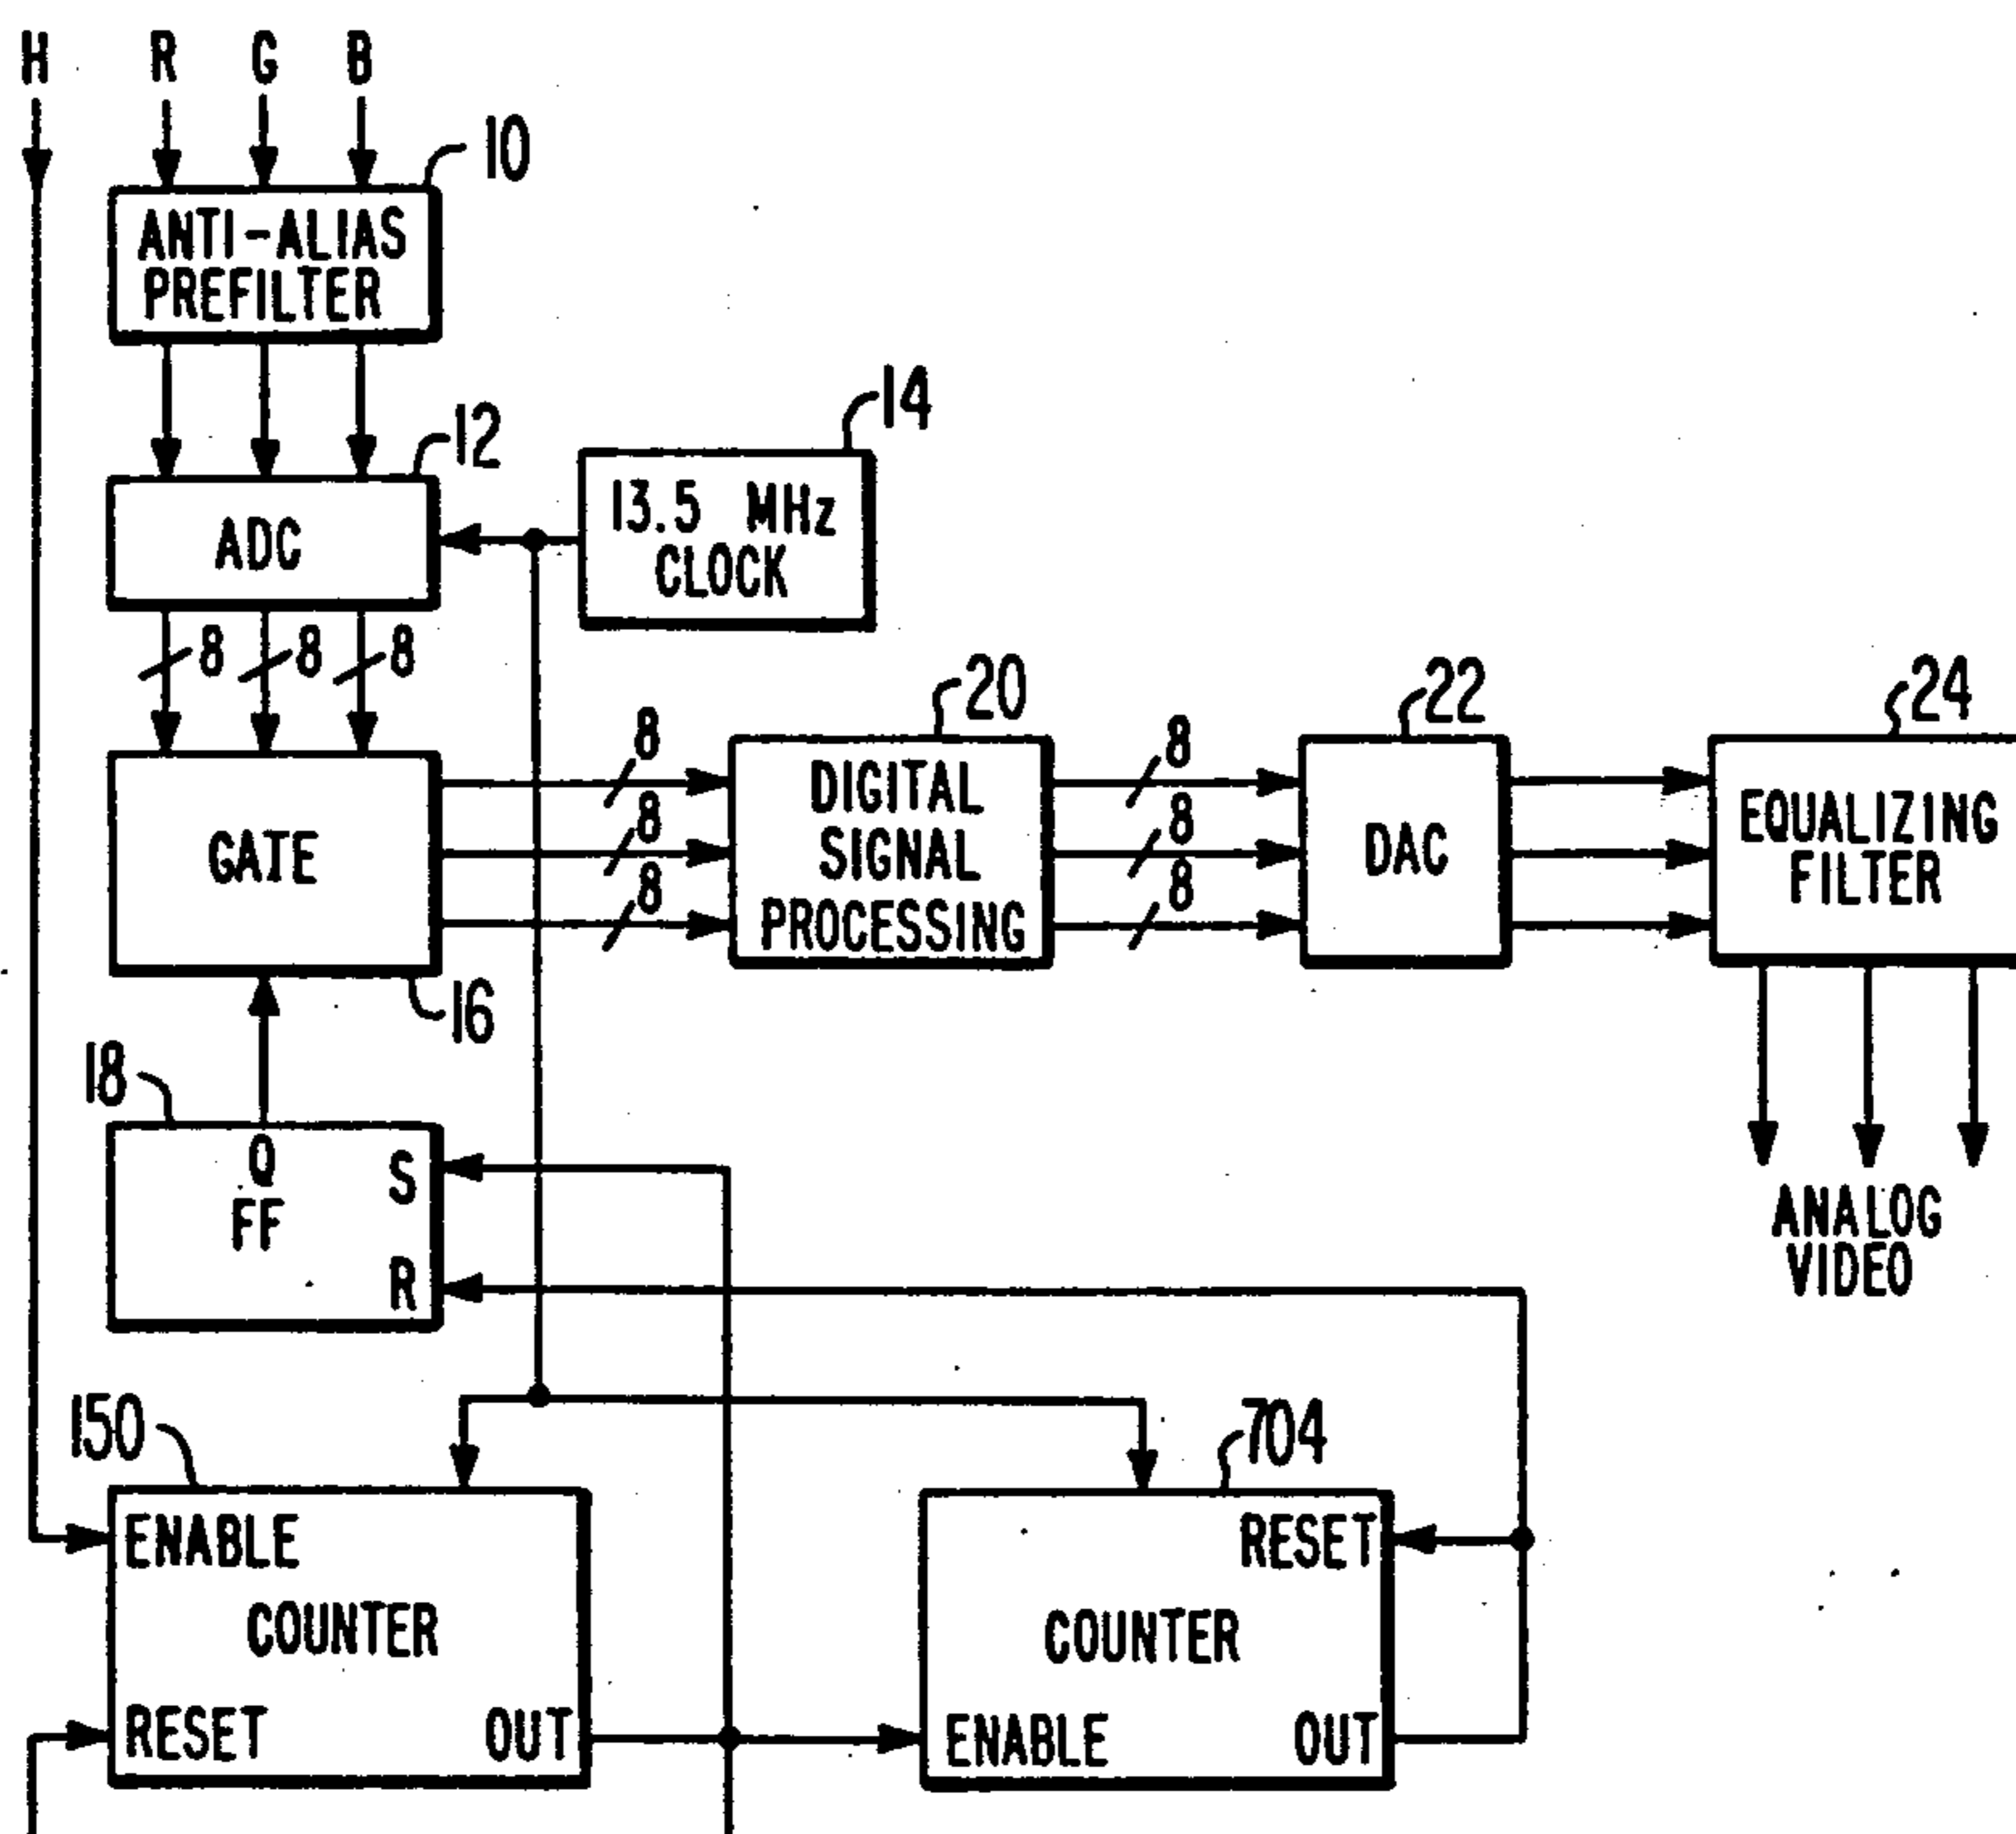 H R G B
10
ANTI-ALIAS
PREFILTER
14
12
13.5 MHz
CLOCK
ADC
8 8 8
20
22
24
8
8
8
DIGITAL
SIGNAL
PROCESSING
8
8
8
DAC
EQUALIZING
FILTER
GATE
16
18
Q
FF
S
R
ANALOG
VIDEO
150
704
ENABLE
COUNTER
RESET
OUT
RESET
COUNTER
ENABLE
OUT